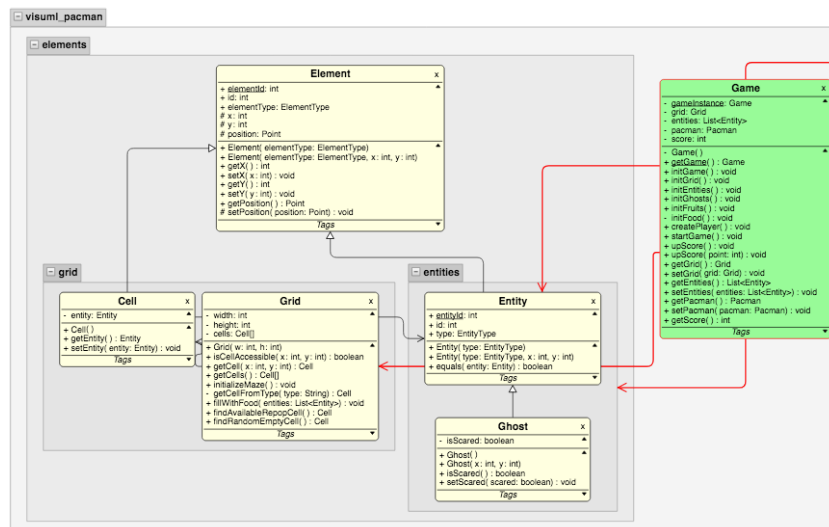 visuml_pacman
elements
Element x
+ elementId: int
+ id: int
+ elementType: ElementType
# x: int
# y: int
# position: Point
+ Element( elementType: ElementType)
+ Element( elementType: ElementType, x: int, y: int)
+ getX( ) : int
+ setX( x: int) : void
+ getY( ) : int
+ setY( y: int) : void
+ getPosition( ) : Point
# setPosition( position: Point) : void
Tags
Game x
- gameInstance: Game
- grid: Grid
- entities: List<Entity>
- pacman: Pacman
- score: int
- Game( )
+ getGame( ) : Game
+ initGame( ) : void
+ initGrid( ) : void
+ initEntities( ) : void
+ initGhosts( ) : void
+ initFruits( ) : void
- initFood( ) : void
+ createPlayer( ) : void
+ startGame( ) : void
+ upScore( ) : void
+ upScore( point: int) : void
+ getGrid( ) : Grid
+ setGrid( grid: Grid) : void
+ getEntities( ) : List<Entity>
+ setEntities( entities: List<Entity>) : void
+ getPacman( ) : Pacman
+ setPacman( pacman: Pacman) : void
+ getScore( ) : int
Tags
grid
Cell x
- entity: Entity
+ Cell( )
+ getEntity( ) : Entity
+ setEntity( entity: Entity) : void
Tags
Grid x
- width: int
- height: int
- cells: Cell[]
+ Grid( w: int, h: int)
+ isCellAccessible( x: int, y: int) : boolean
+ getCell( x: int, y: int) : Cell
+ getCells( ) : Cell[]
+ initializeMaze( ) : void
- getCellFromType( type: String) : Cell
+ fillWithFood( entities: List<Entity>) : void
+ findAvailableRepopCell( ) : Cell
+ findRandomEmptyCell( ) : Cell
Tags
entities
Entity x
+ entityId: int
+ id: int
+ type: EntityType
+ Entity( type: EntityType)
+ Entity( type: EntityType, x: int, y: int)
+ equals( entity: Entity) : boolean
Tags
Ghost x
- isScared: boolean
+ Ghost( )
+ Ghost( x: int, y: int)
+ isScared( ) : boolean
+ setScared( scared: boolean) : void
Tags